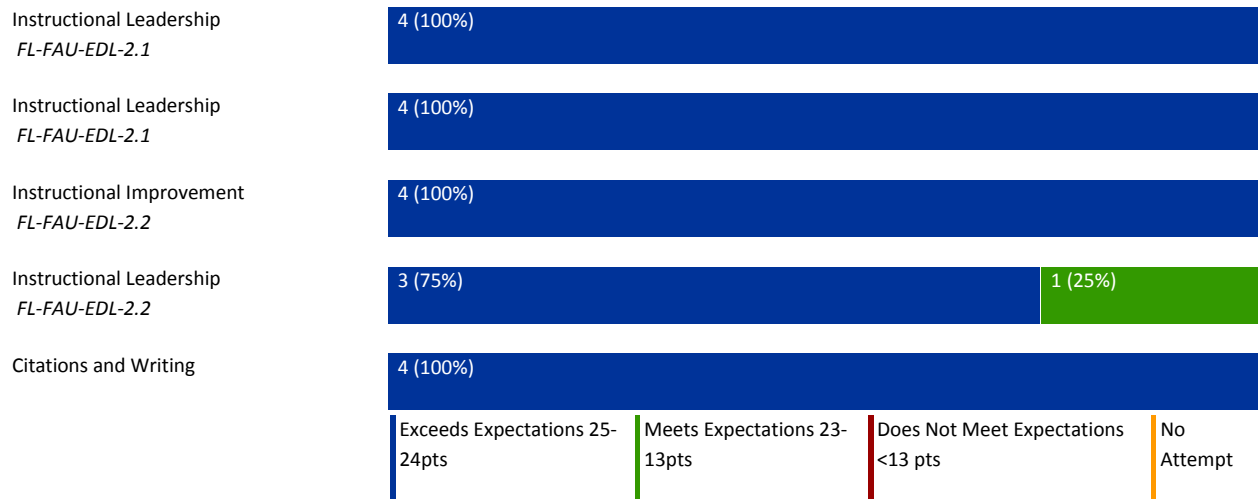 Instructional Leadership
4 (100%)
FL-FAU-EDL-2.1
Instructional Leadership
4 (100%)
FL-FAU-EDL-2.1
Instructional Improvement
4 (100%)
FL-FAU-EDL-2.2
Instructional Leadership
3 (75%)
1 (25%)
FL-FAU-EDL-2.2
Citations and Writing
4 (100%)
Exceeds Expectations 25-
24pts
Meets Expectations 23-
13pts
Does Not Meet Expectations
<13 pts
No
Attempt